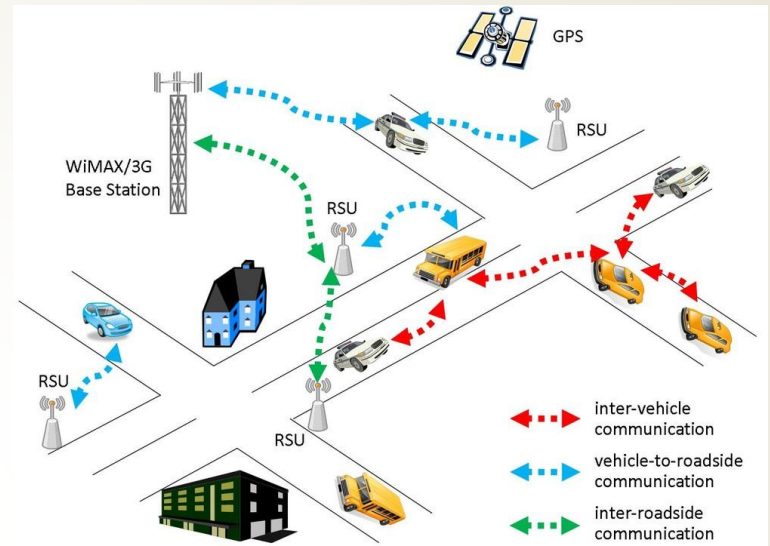 GPS
RSU
WiMAX/3G
Base Station
RSU
RSU
RSU
inter-vehicle
communication
vehicle-to-roadside
communication
inter-roadside
communication